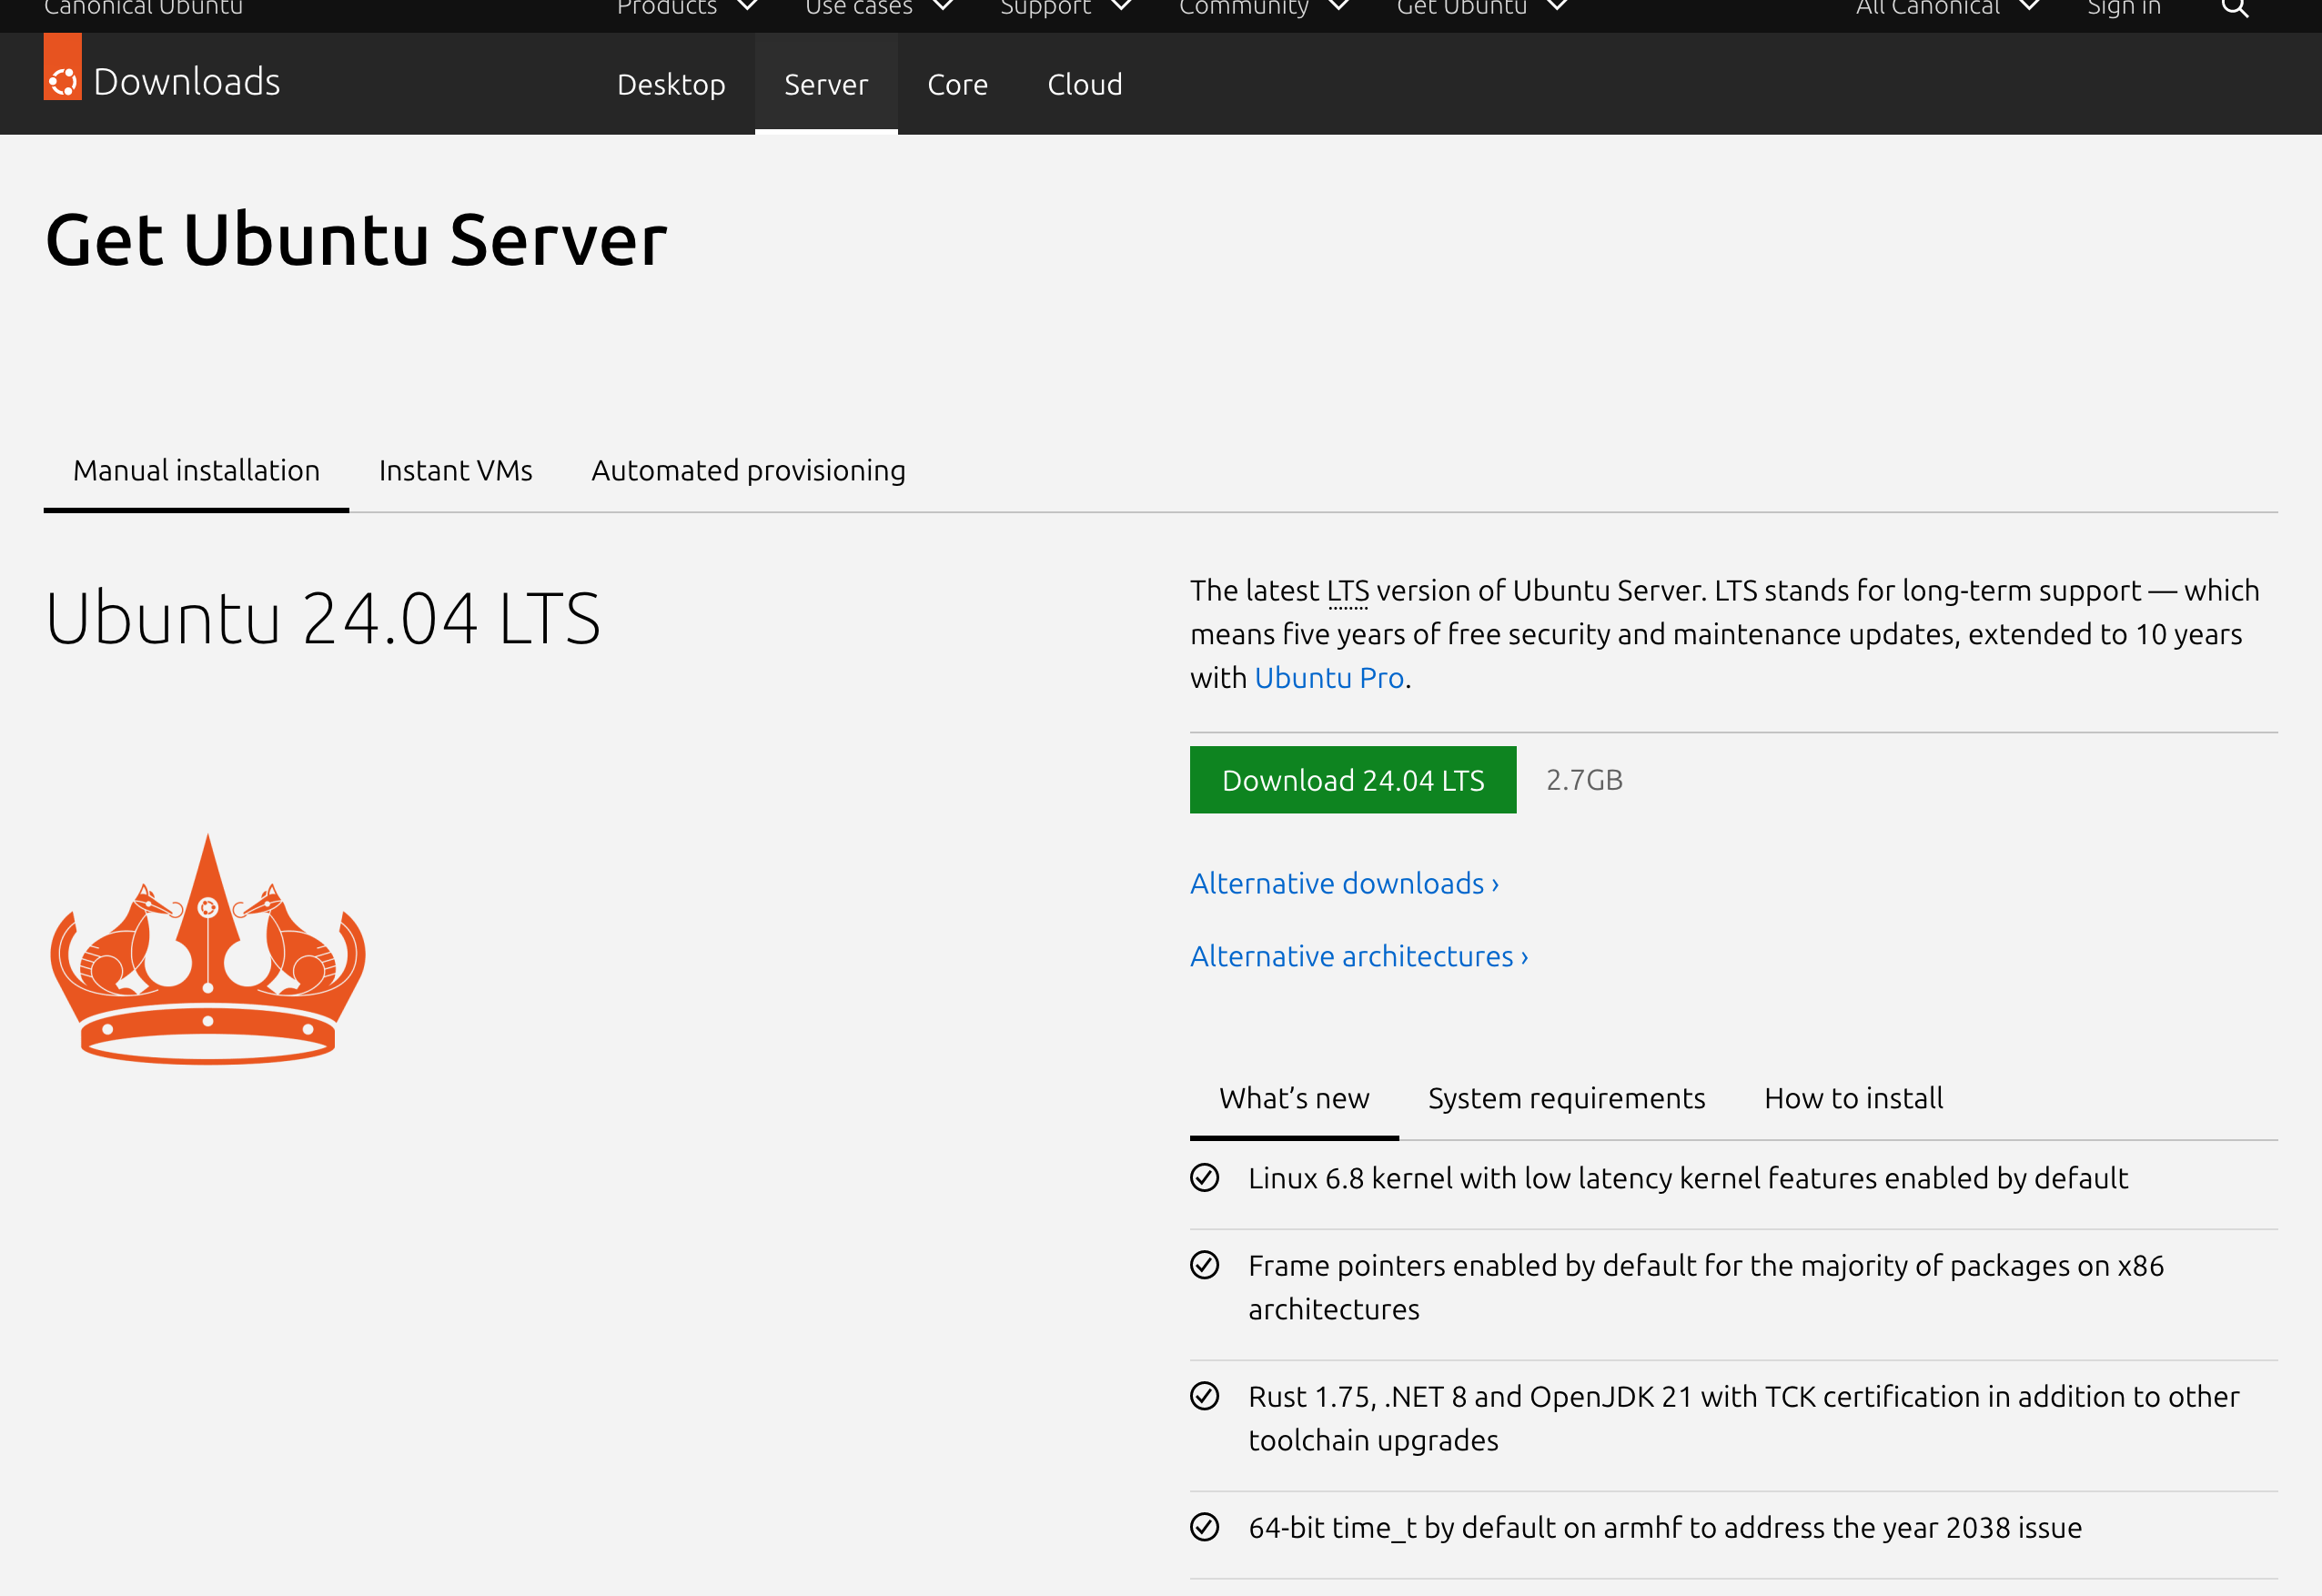 Canonical Ubuntu
Products
Use cases
Support
Community
Get Ubuntu
All Canonical
Sign in
Downloads
Desktop
Server
Core
Cloud
Get Ubuntu Server
Manual installation
Instant VMs
Automated provisioning
Ubuntu 24.04 LTS
The latest LTS version of Ubuntu Server. LTS stands for long-term support — which
means five years of free security and maintenance updates, extended to 10 years
with Ubuntu Pro.
Download 24.04 LTS
2.7GB
Alternative downloads ›
Alternative architectures ›
What’s new
System requirements
How to install
Linux 6.8 kernel with low latency kernel features enabled by default
Frame pointers enabled by default for the majority of packages on x86
architectures
Rust 1.75, .NET 8 and OpenJDK 21 with TCK certification in addition to other
toolchain upgrades
64-bit time_t by default on armhf to address the year 2038 issue